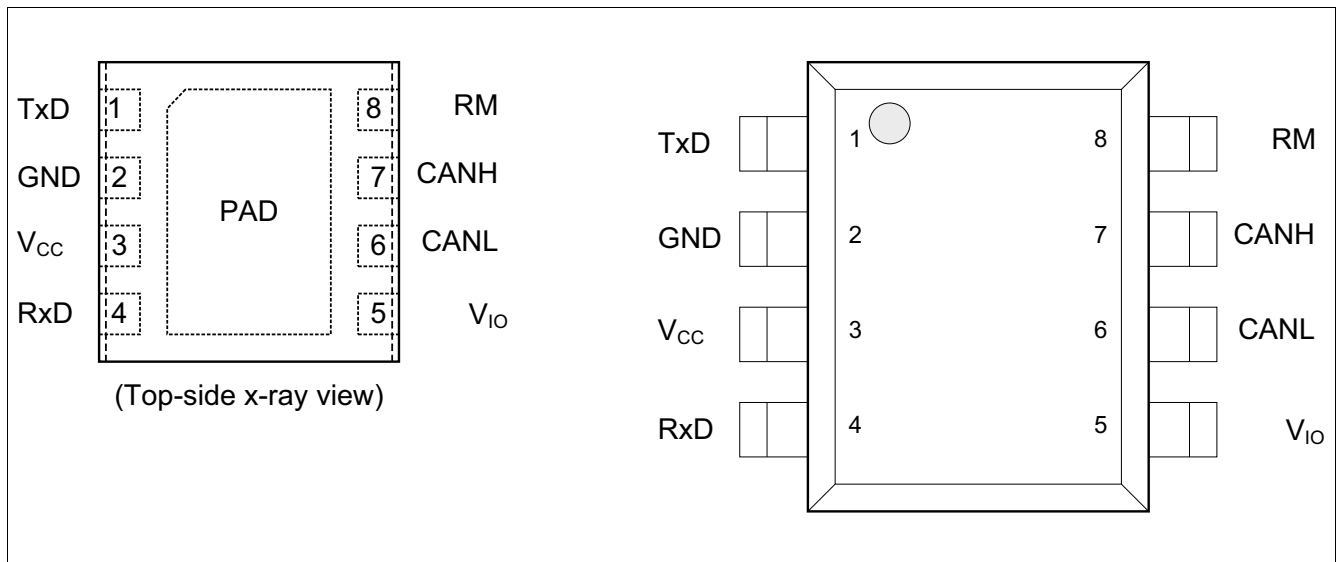 TxD 1 8 RM
GND 2 7 CANH
PAD
VCC 3 6 CANL
RxD 4 5 VIO
(Top-side x-ray view)
TxD 1 8 RM
GND 2 7 CANH
VCC 3 6 CANL
RxD 4 5 VIO